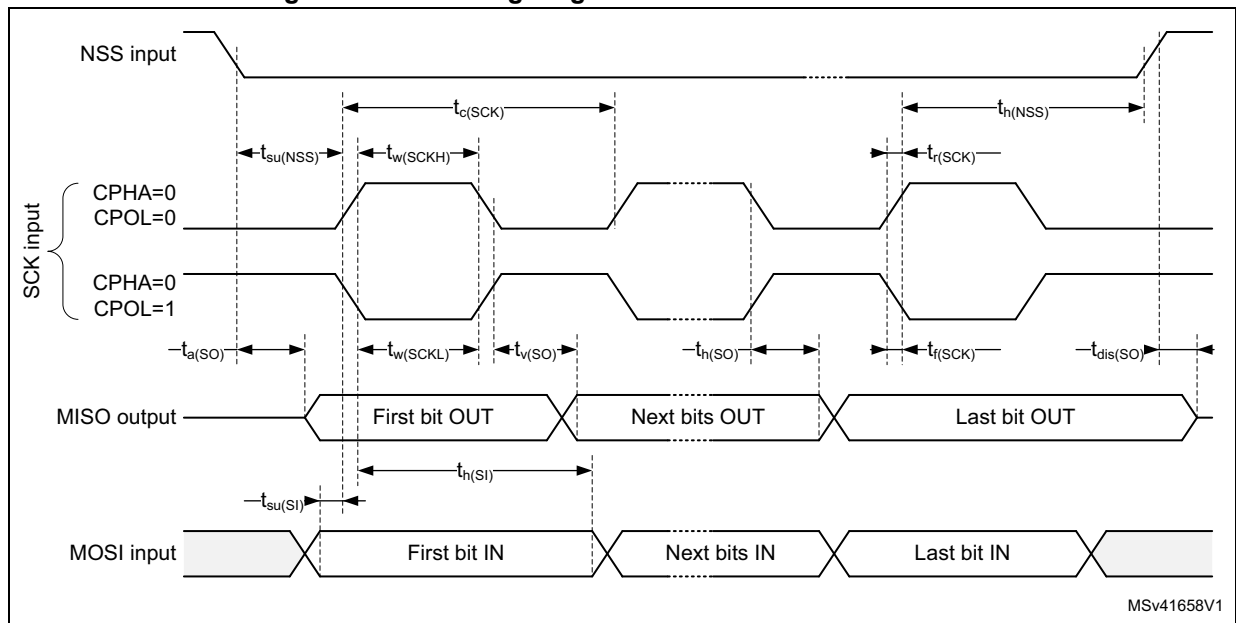 NSS input
tc(SCK)
th(NSS)
tsu(NSS)
tw(SCKH)
tr(SCK)
SCK input
CPHA=0
CPOL=0
CPHA=0
CPOL=1
ta(SO)
tw(SCKL)
tv(SO)
th(SO)
tf(SCK)
tdis(SO)
MISO output
First bit OUT
Next bits OUT
Last bit OUT
th(SI)
tsu(SI)
MOSI input
First bit IN
Next bits IN
Last bit IN
MSv41658V1